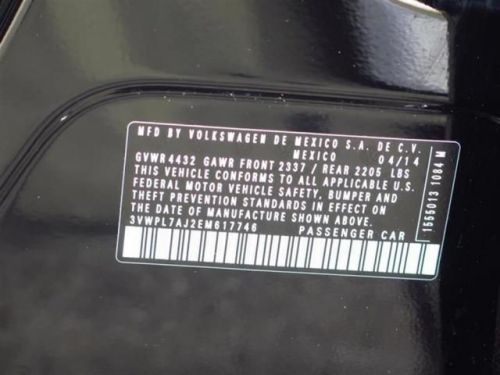 MFD BY VOLKSWAGEN DE MEXICO S.A. DE C.V.
MEXICO 04/14
GVWR 4432 GAWR FRONT 2337 / REAR 2205 LBS
THIS VEHICLE CONFORMS TO ALL APPLICABLE U.S.
FEDERAL MOTOR VEHICLE SAFETY, BUMPER AND
THEFT PREVENTION STANDARDS IN EFFECT ON
THE DATE OF MANUFACTURE SHOWN ABOVE.
3VWPL7AJ2EM617746 PASSENGER CAR
1555013 1084 M